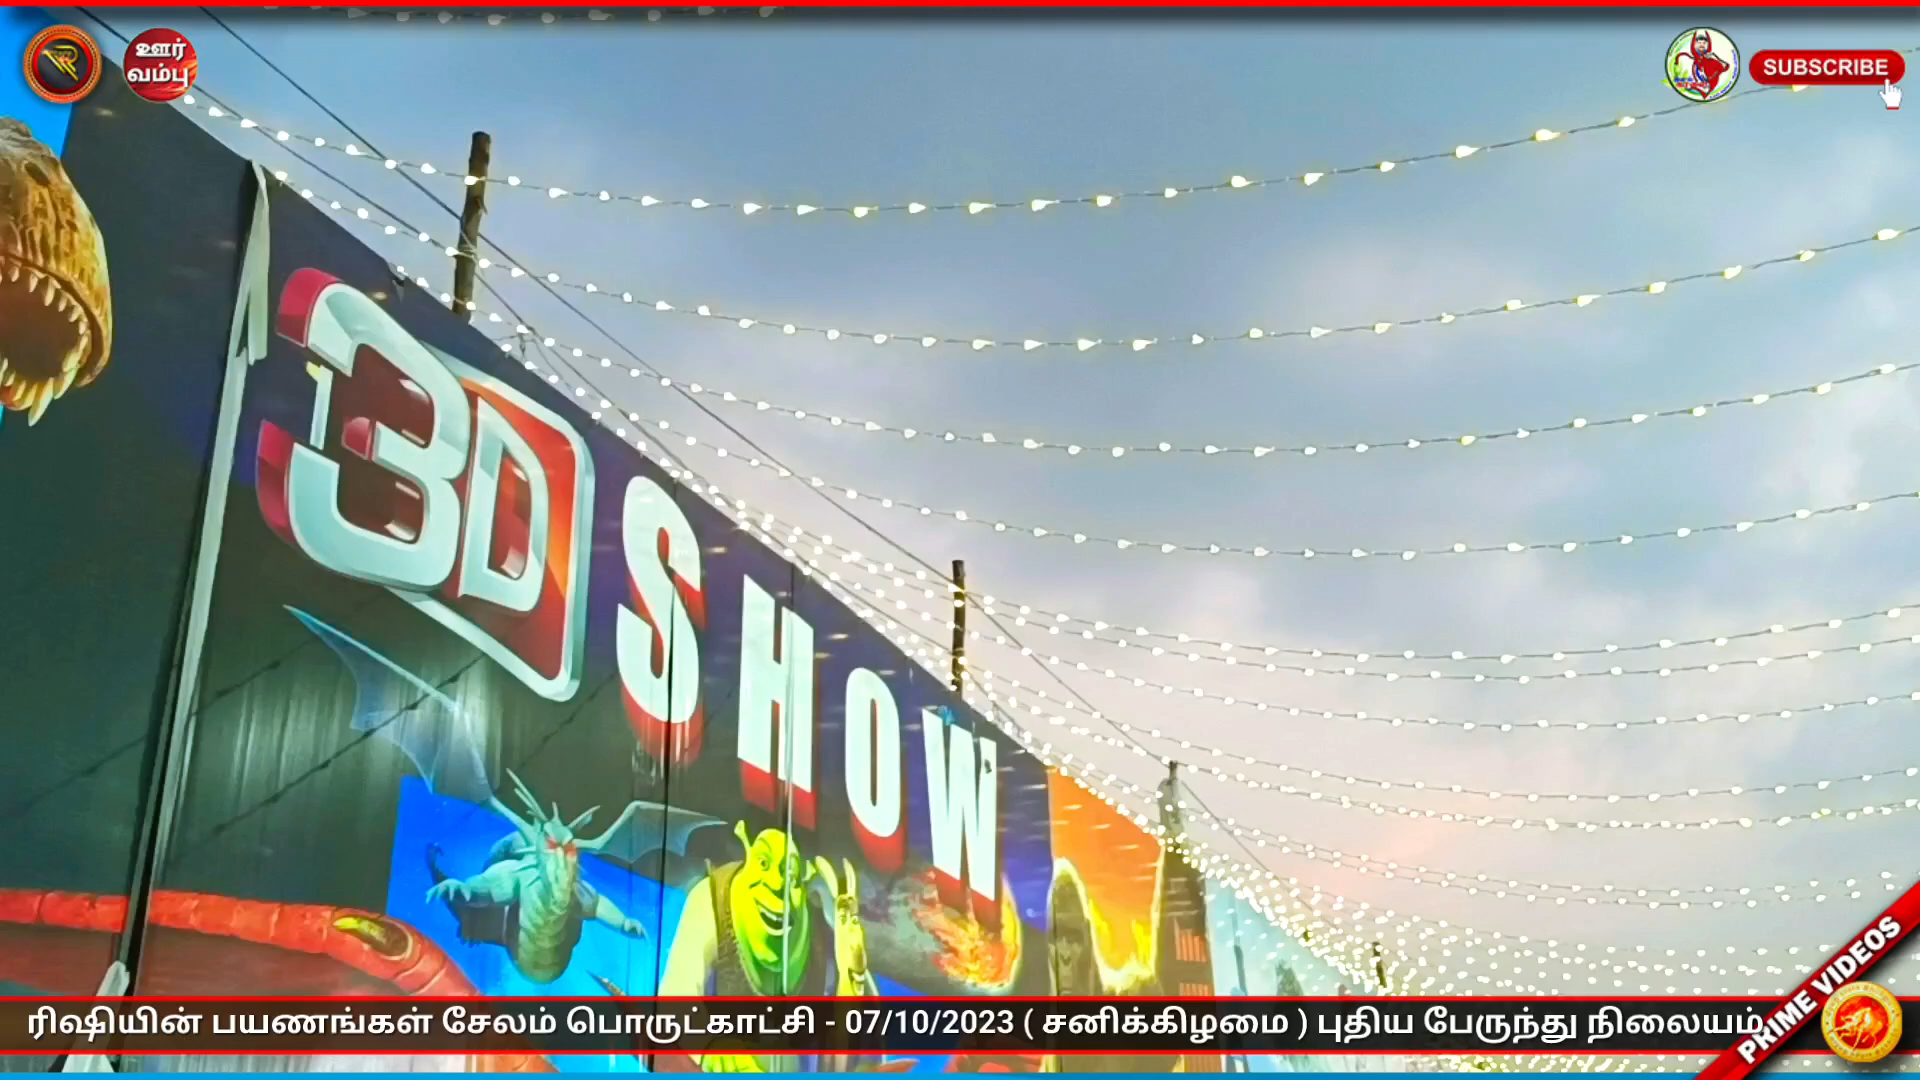 ஊர்
வம்பு
SUBSCRIBE
3D SHOW
PRIME VIDEOS
ரிஷியின் பயணங்கள் சேலம் பொருட்காட்சி - 07/10/2023 ( சனிக்கிழமை ) புதிய பேருந்து நிலையம்